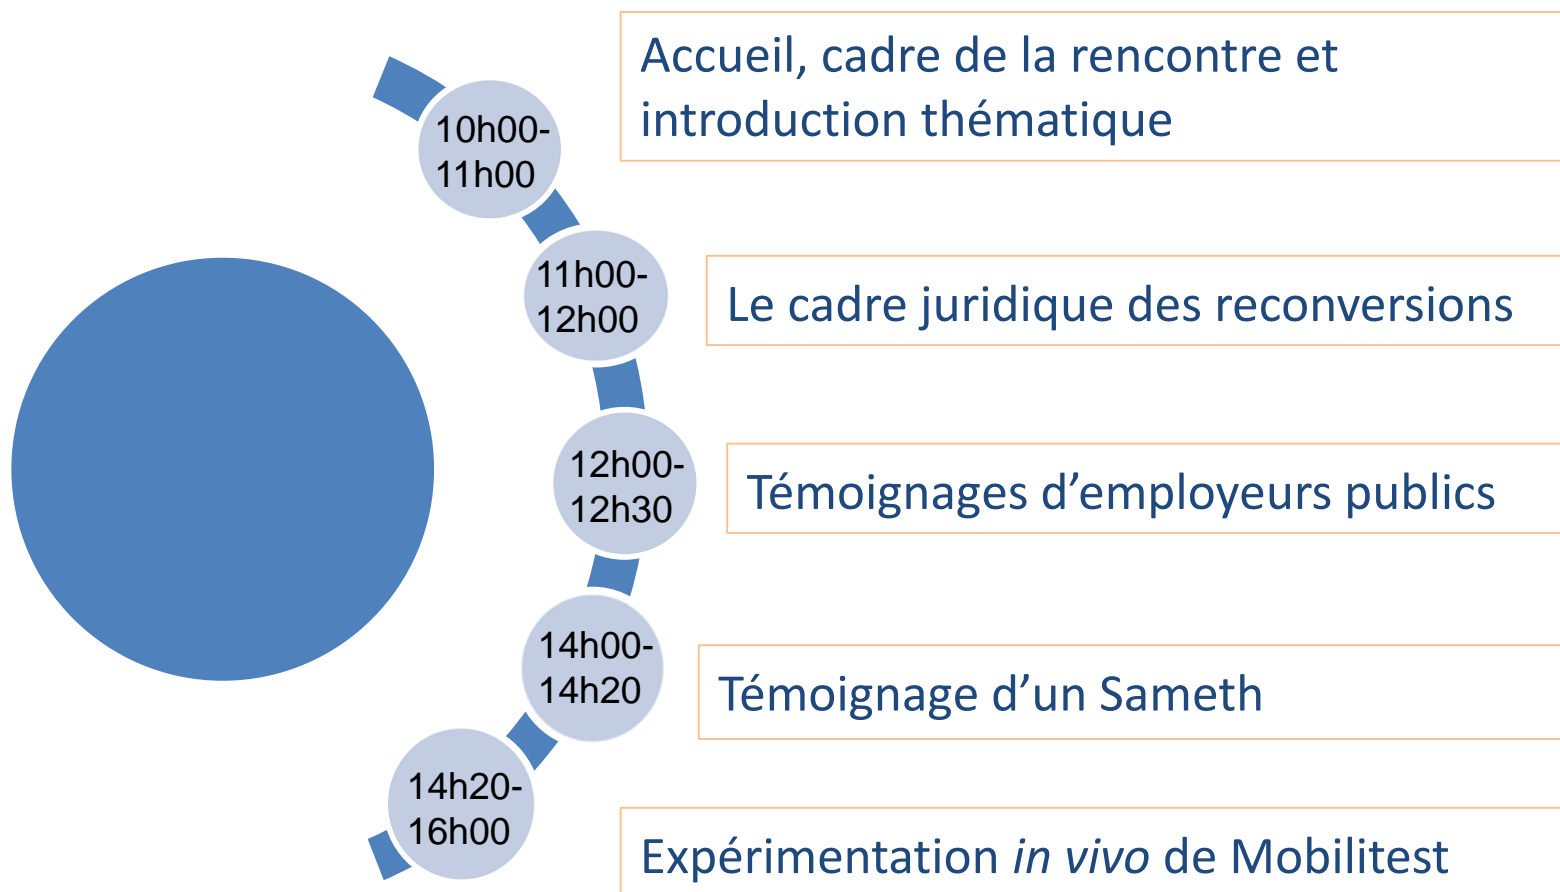 10h00-
11h00
Accueil, cadre de la rencontre et
introduction thématique
11h00-
12h00
Le cadre juridique des reconversions
12h00-
12h30
Témoignages d’employeurs publics
14h00-
14h20
Témoignage d’un Sameth
14h20-
16h00
Expérimentation in vivo de Mobilitest